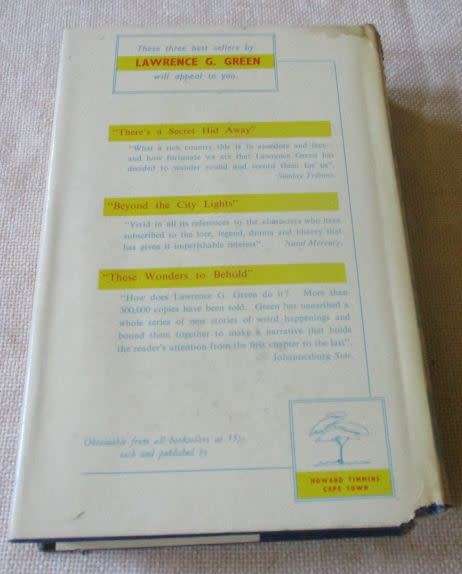 These three best sellers by
LAWRENCE G. GREEN
will appeal to you.
"There's a Secret Hid Away"
"What a rich country this is in anecdote and lore—
and how fortunate we are that Lawrence Green has
decided to wander round and record them for us".
Sunday Tribune.
"Beyond the City Lights"
"Vivid in all its references to the characters who have
subscribed to the lore, legend, drama and history that
has given it imperishable interest". Natal Mercury.
"These Wonders to Behold"
"How does Lawrence G. Green do it? More than
300,000 copies have been sold. Green has unearthed a
whole series of new stories of weird happenings and
bound them together to make a narrative that holds
the reader's attention from the first chapter to the last".
Johannesburg Star.
Obtainable from all booksellers at 15/-
each and published by
HOWARD TIMMINS
CAPE TOWN